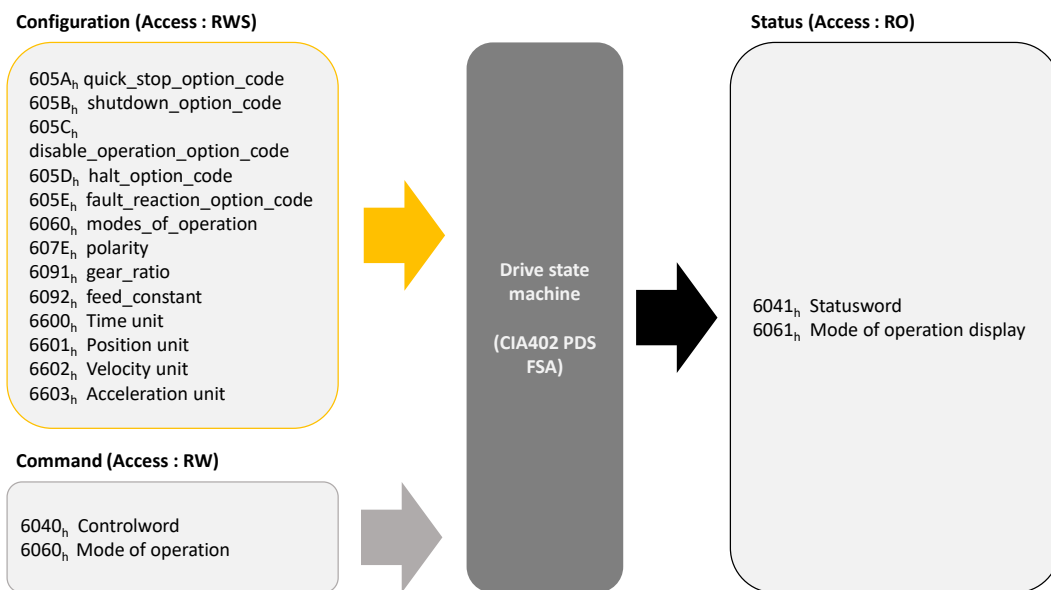 Configuration (Access : RWS)
605Ah quick_stop_option_code
605Bh shutdown_option_code
605Ch
disable_operation_option_code
605Dh halt_option_code
605Eh fault_reaction_option_code
6060h modes_of_operation
607Eh polarity
6091h gear_ratio
6092h feed_constant
6600h Time unit
6601h Position unit
6602h Velocity unit
6603h Acceleration unit
Command (Access : RW)
6040h Controlword
6060h Mode of operation
Drive state
machine
(CIA402 PDS
FSA)
Status (Access : RO)
6041h Statusword
6061h Mode of operation display